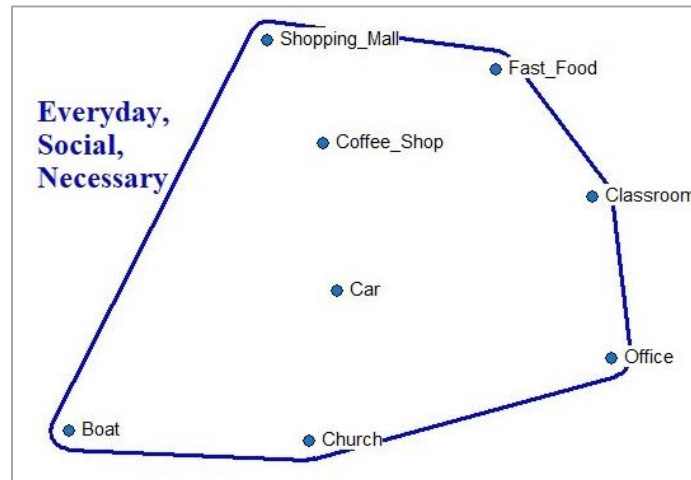 Shopping_Mall
Fast_Food
Everyday,
Social,
Necessary
Coffee_Shop
Classroom
Car
Office
Boat
Church